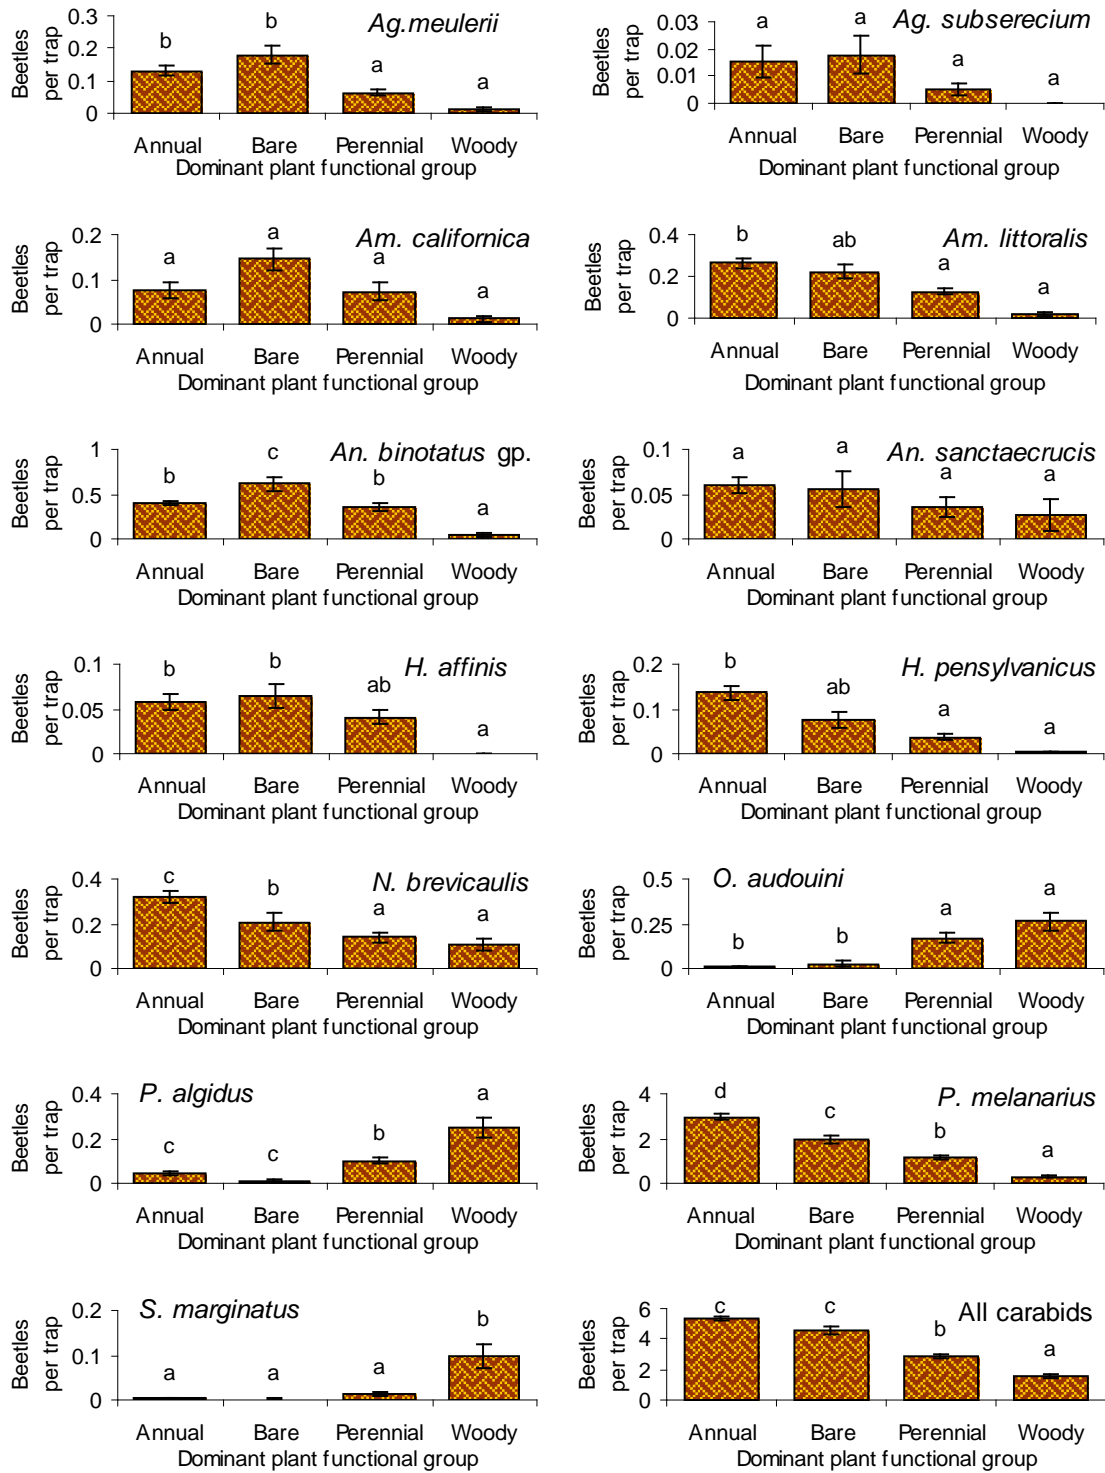 Ag.meulerii
Beetles
per trap
0.3
0.2
0.1
0
b
b
a
a
Annual Bare Perennial Woody
Dominant plant functional group
Ag. subserecium
Beetles
per trap
0.03
0.02
0.01
0
a
a
a
a
Annual Bare Perennial Woody
Dominant plant functional group
Am. californica
Beetles
per trap
0.2
0.1
0
a
a
a
a
Annual Bare Perennial Woody
Dominant plant functional group
Am. littoralis
Beetles
per trap
0.4
0.2
0
b
ab
a
a
Annual Bare Perennial Woody
Dominant plant functional group
An. binotatus gp.
Beetles
per trap
1
0.5
0
b
c
b
a
Annual Bare Perennial Woody
Dominant plant functional group
An. sanctaecrucis
Beetles
per trap
0.1
0.05
0
a
a
a
a
Annual Bare Perennial Woody
Dominant plant functional group
H. affinis
Beetles
per trap
0.1
0.05
0
b
b
ab
a
Annual Bare Perennial Woody
Dominant plant functional group
H. pensylvanicus
Beetles
per trap
0.2
0.1
0
b
ab
a
a
Annual Bare Perennial Woody
Dominant plant functional group
N. brevicaulis
Beetles
per trap
0.4
0.2
0
c
b
a
a
Annual Bare Perennial Woody
Dominant plant functional group
O. audouini
Beetles
per trap
0.5
0.25
0
b
b
a
a
Annual Bare Perennial Woody
Dominant plant functional group
P. algidus
Beetles
per trap
0.4
0.2
0
c
c
b
a
Annual Bare Perennial Woody
Dominant plant functional group
P. melanarius
Beetles
per trap
4
2
0
d
c
b
a
Annual Bare Perennial Woody
Dominant plant functional group
S. marginatus
Beetles
per trap
0.2
0.1
0
a
a
a
b
Annual Bare Perennial Woody
Dominant plant functional group
All carabids
Beetles
per trap
6
4
2
0
c
c
b
a
Annual Bare Perennial Woody
Dominant plant functional group